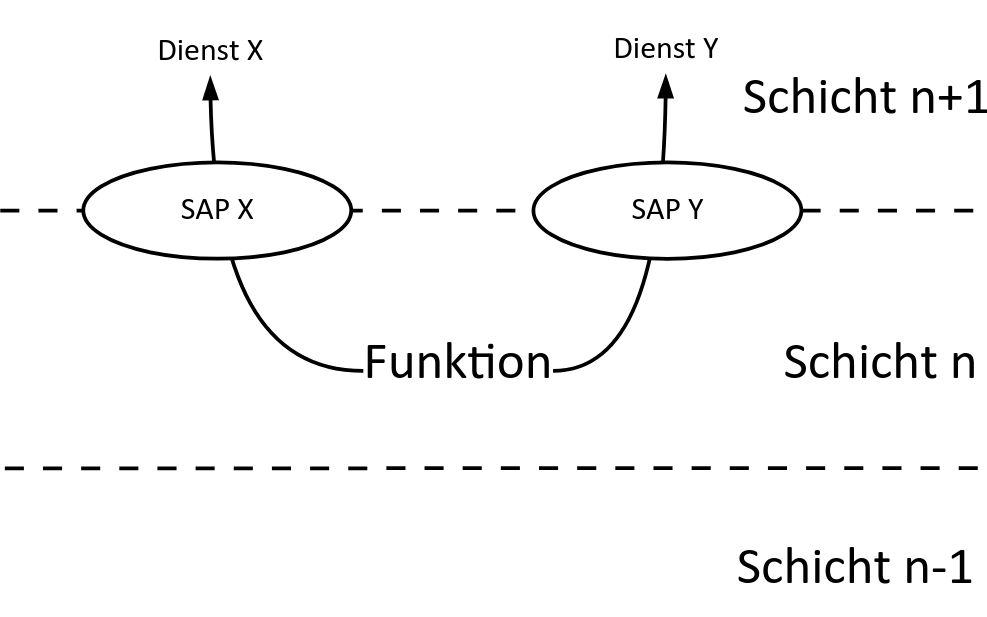 Dienst X
Dienst Y
Schicht n+1
SAP X
SAP Y
Funktion
Schicht n
Schicht n-1